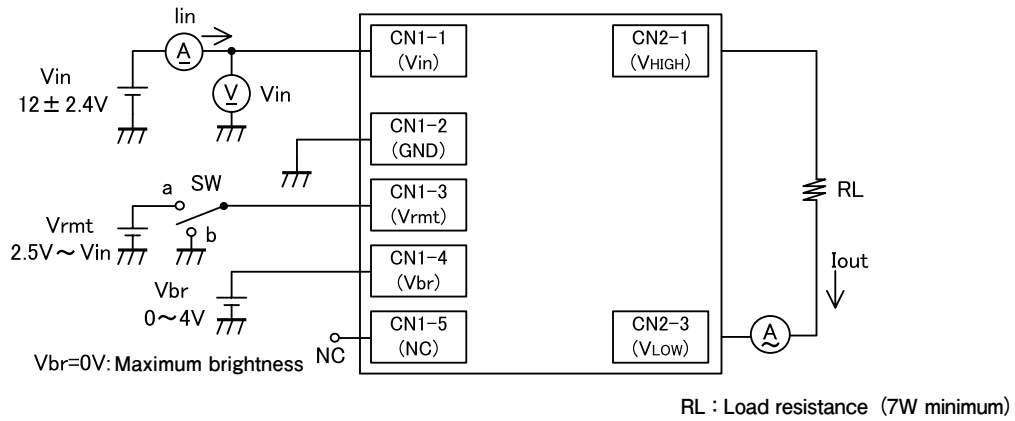 Iin
A
CN1-1
(Vin)
CN2-1
(VHIGH)
Vin
12± 2.4V
V
Vin
CN1-2
(GND)
a
SW
CN1-3
(Vrmt)
RL
Vrmt
2.5V～Vin
b
CN1-4
(Vbr)
Iout
Vbr
0～4V
CN1-5
(NC)
NC
CN2-3
(VLOW)
A
Vbr=0V: Maximum brightness
RL : Load resistance (7W minimum)